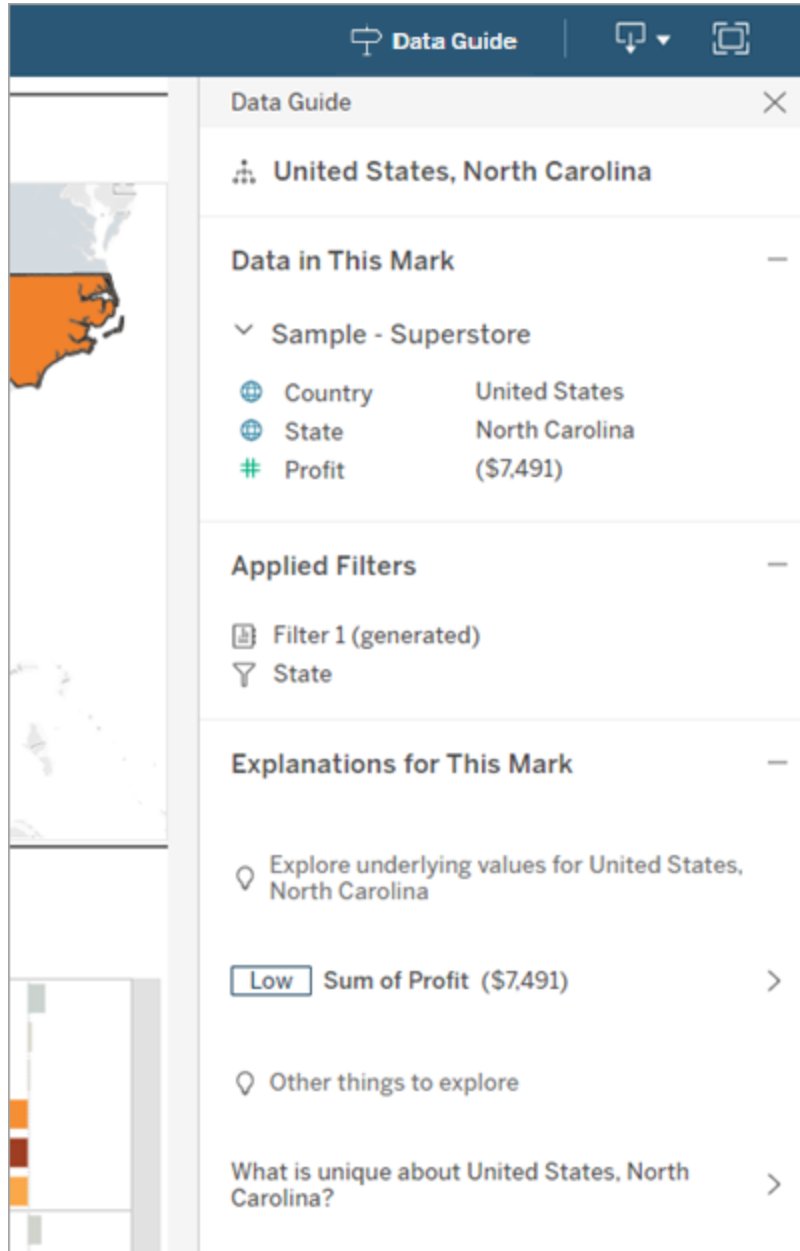 Data Guide
Data Guide
United States, North Carolina
Data in This Mark
Sample - Superstore
Country United States
State North Carolina
Profit ($7,491)
Applied Filters
Filter 1 (generated)
State
Explanations for This Mark
Explore underlying values for United States,
North Carolina
Low Sum of Profit ($7,491)
Other things to explore
What is unique about United States, North
Carolina?